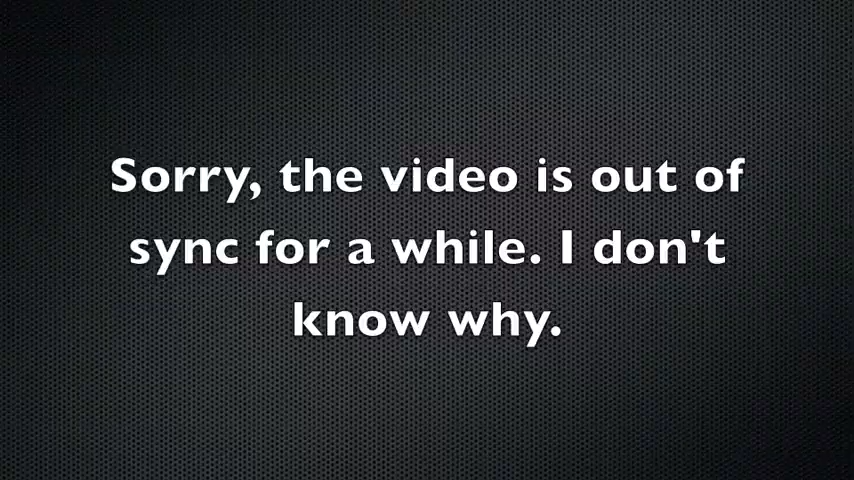 Sorry, the video is out of
sync for a while. I don't
know why.